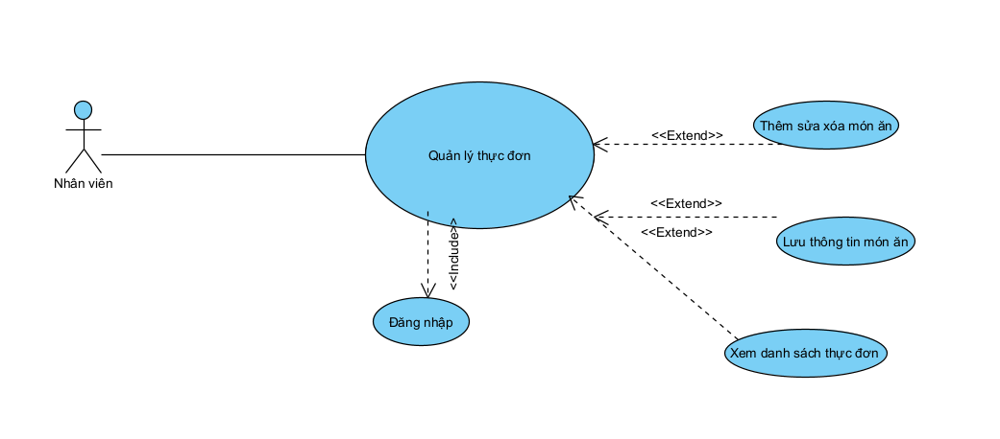 Thêm sửa xóa món ăn
<<Extend>>
Quản lý thực đơn
Nhân viên
<<Extend>>
<<Extend>>
Lưu thông tin món ăn
<<Include>>
Đăng nhập
Xem danh sách thực đơn